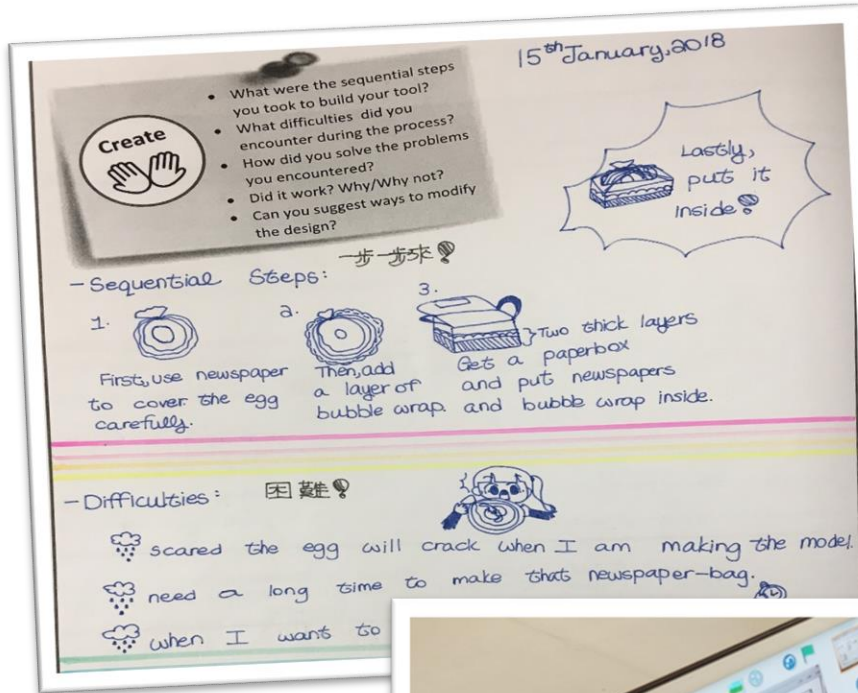 15th January, 2018
Create
• What were the sequential steps
you took to build your tool?
• What difficulties did you
encounter during the process?
• How did you solve the problems
you encountered?
• Did it work? Why/Why not?
• Can you suggest ways to modify
the design?
Lastly,
put it
inside!
一步一步來!
- Sequential Steps:
1.
First, use newspaper
to cover the egg
carefully.
2.
Then, add
a layer of
bubble wrap.
3.
Two thick layers
Get a paperbox
and put newspapers
and bubble wrap inside.
- Difficulties: 困難!
scared the egg will crack when I am making the model.
need a long time to make that newspaper-bag.
when I want to